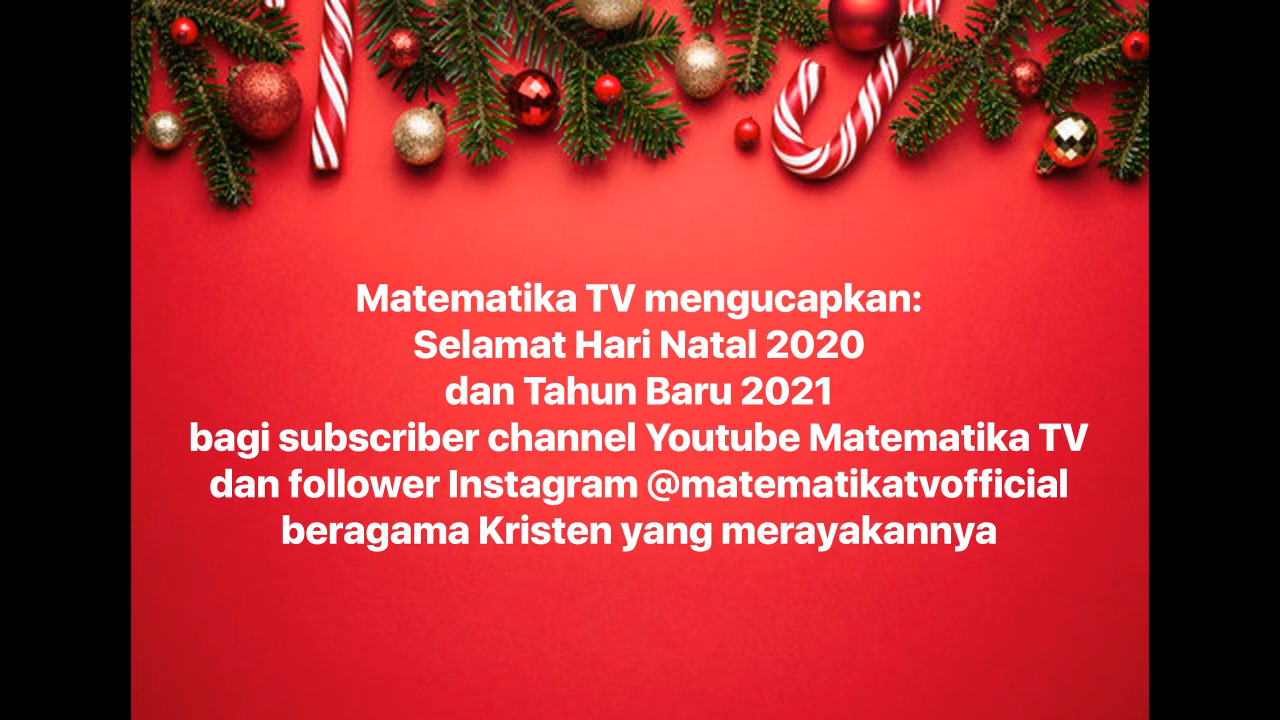 Matematika TV mengucapkan:
Selamat Hari Natal 2020
dan Tahun Baru 2021
bagi subscriber channel Youtube Matematika TV
dan follower Instagram @matematikatvofficial
beragama Kristen yang merayakannya